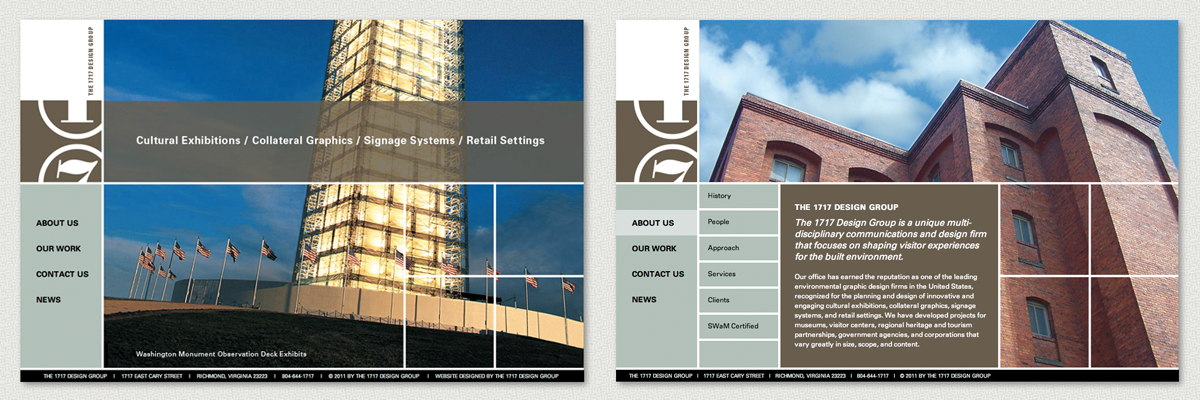 THE 1717 DESIGN GROUP
Cultural Exhibitions / Collateral Graphics / Signage Systems / Retail Settings
ABOUT US
OUR WORK
CONTACT US
NEWS
Washington Monument Observation Deck Exhibits
THE 1717 DESIGN GROUP I 1717 EAST CARY STREET I RICHMOND, VIRGINIA 23223 I 804-644-1717 I © 2011 BY THE 1717 DESIGN GROUP I WEBSITE DESIGNED BY THE 1717 DESIGN GROUP
THE 1717 DESIGN GROUP
ABOUT US
OUR WORK
CONTACT US
NEWS
History
People
Approach
Services
Clients
SWaM Certified
THE 1717 DESIGN GROUP
The 1717 Design Group is a unique multi-
disciplinary communications and design firm
that focuses on shaping visitor experiences
for the built environment.
Our office has earned the reputation as one of the leading
environmental graphic design firms in the United States,
recognized for the planning and design of innovative and
engaging cultural exhibitions, collateral graphics, signage
systems, and retail settings. We have developed projects for
museums, visitor centers, regional heritage and tourism
partnerships, government agencies, and corporations that
vary greatly in size, scope, and content.
THE 1717 DESIGN GROUP I 1717 EAST CARY STREET I RICHMOND, VIRGINIA 23223 I 804-644-1717 I © 2011 BY THE 1717 DESIGN GROUP